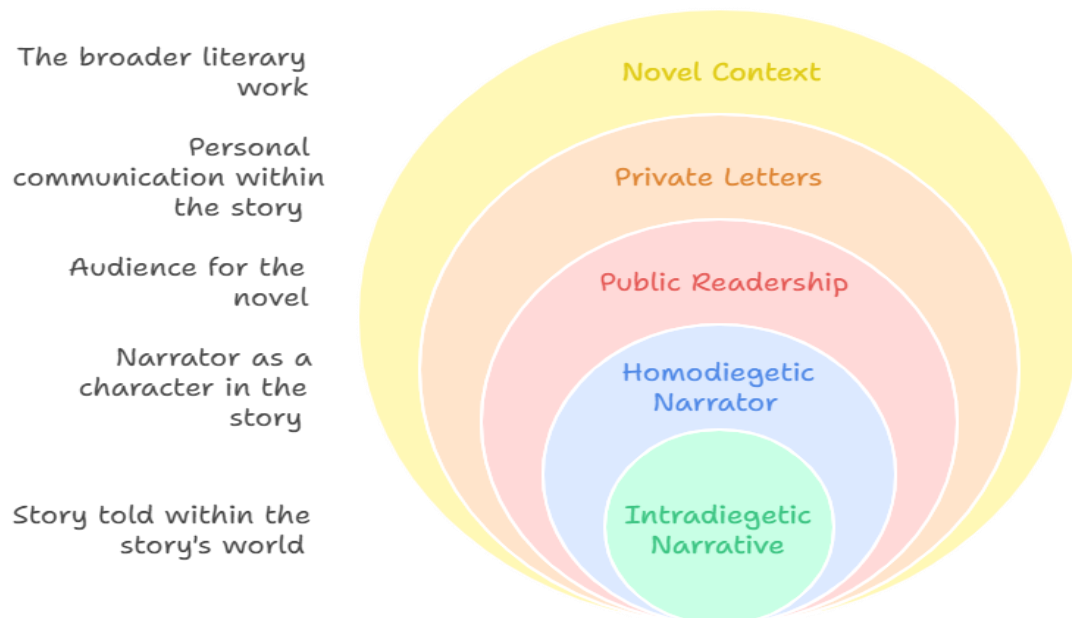 The broader literary
work
Novel Context
Personal
communication within
the story
Private Letters
Audience for the
novel
Public Readership
Narrator as a
character in the
story
Homodiegetic
Narrator
Story told within the
story's world
Intradiegetic
Narrative